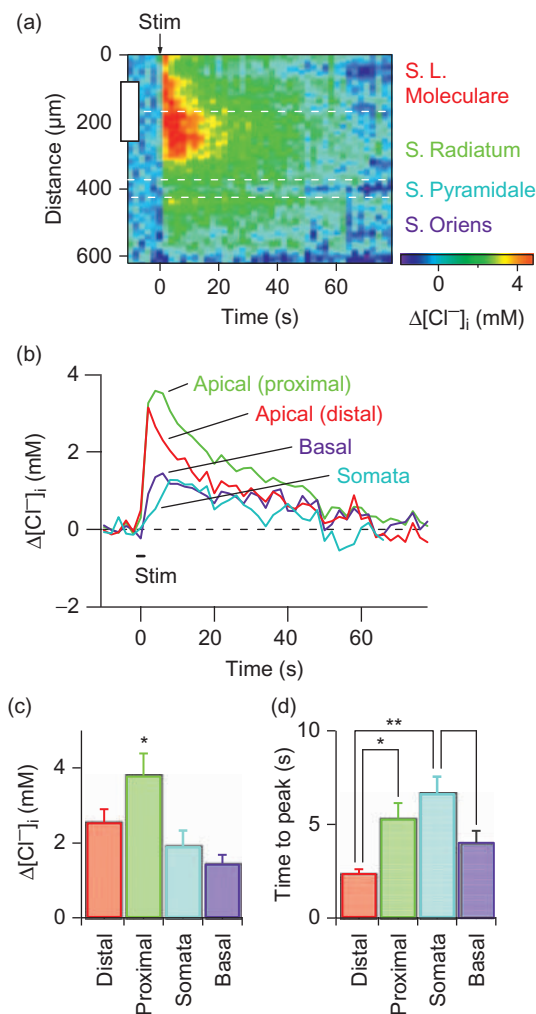 (a)
Stim
0
200
400
600
Distance (µm)
0 20 40 60
Time (s)
S. L.
Moleculare
S. Radiatum
S. Pyramidale
S. Oriens
0 4
Δ[Cl⁻]i (mM)
(b)
4
2
0
−2
Δ[Cl⁻]i (mM)
Apical (proximal)
Apical (distal)
Basal
Somata
Stim
0 20 40 60
Time (s)
(c)
4
2
0
Δ[Cl⁻]i (mM)
*
Distal
Proximal
Somata
Basal
(d)
10
5
0
Time to peak (s)
**
*
Distal
Proximal
Somata
Basal